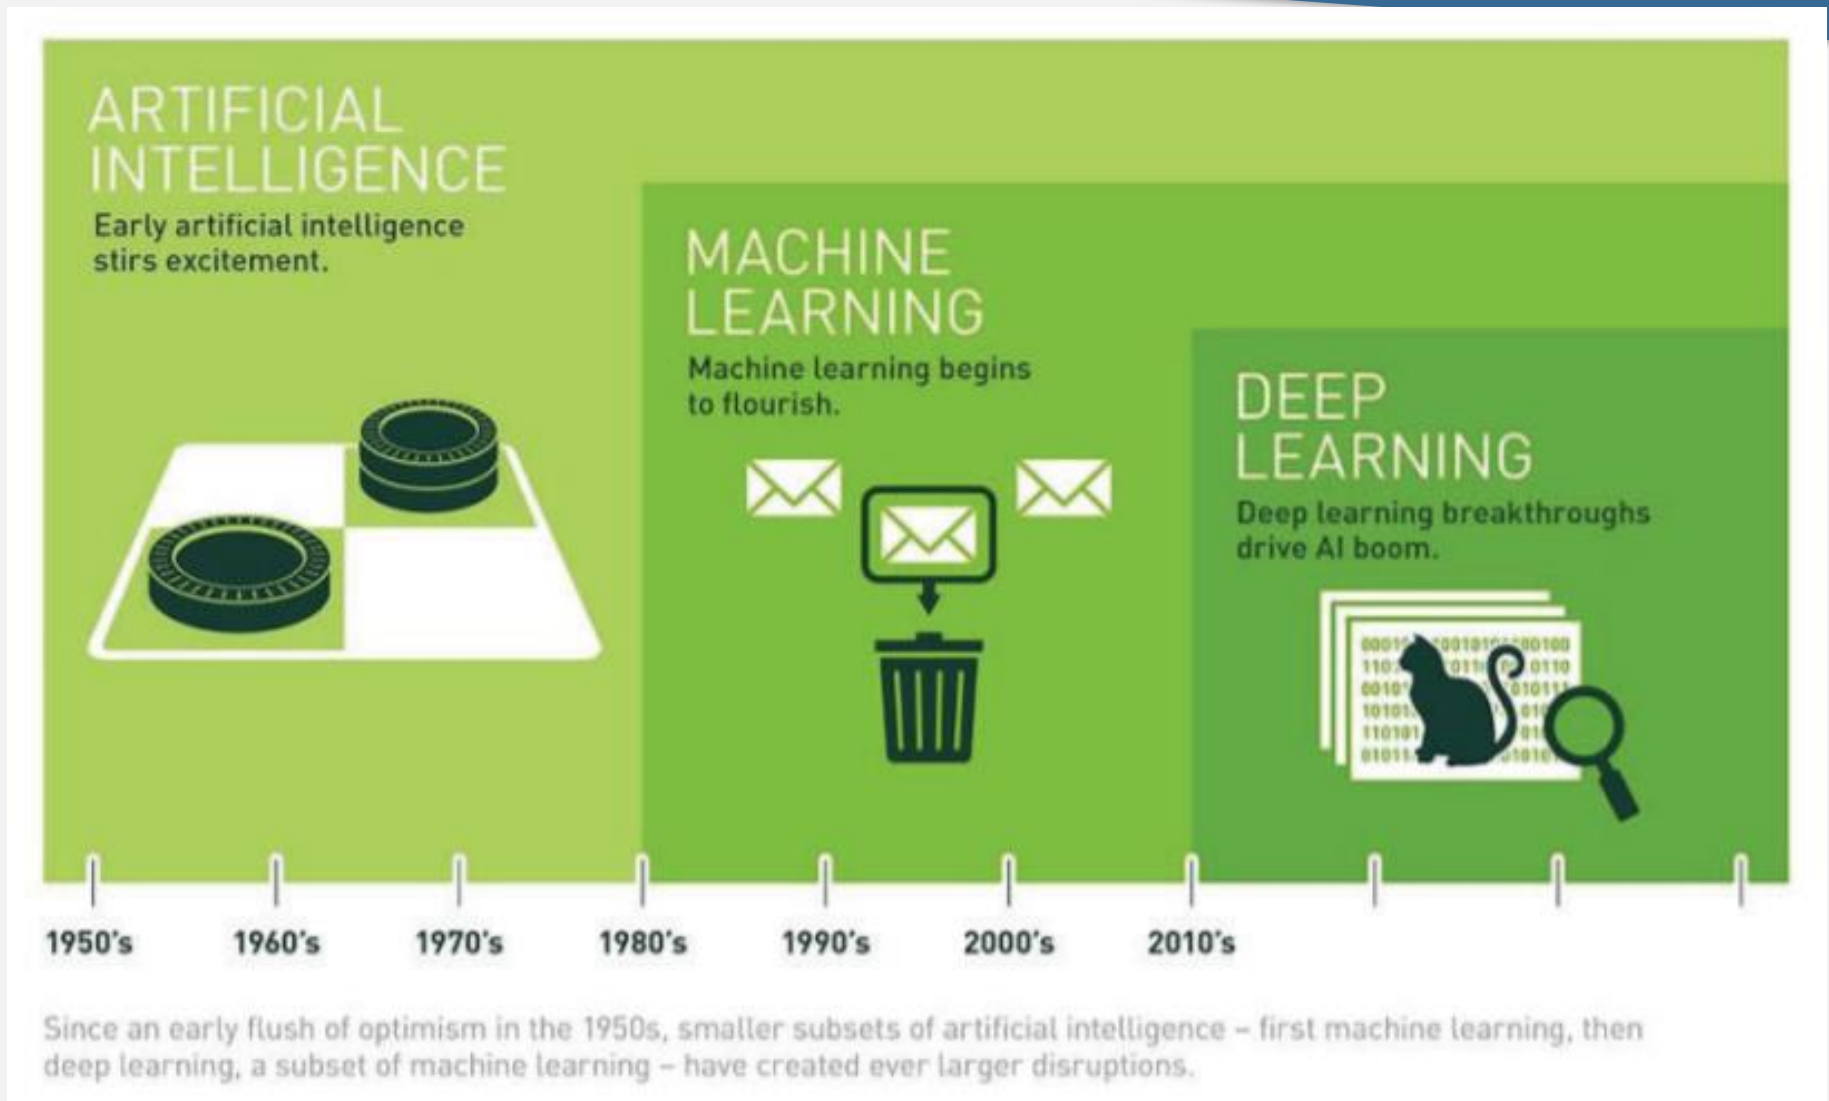 ARTIFICIAL
INTELLIGENCE
Early artificial intelligence
stirs excitement.
MACHINE
LEARNING
Machine learning begins
to flourish.
DEEP
LEARNING
Deep learning breakthroughs
drive AI boom.
1950's 1960's 1970's 1980's 1990's 2000's 2010's
Since an early flush of optimism in the 1950s, smaller subsets of artificial intelligence – first machine learning, then
deep learning, a subset of machine learning – have created ever larger disruptions.